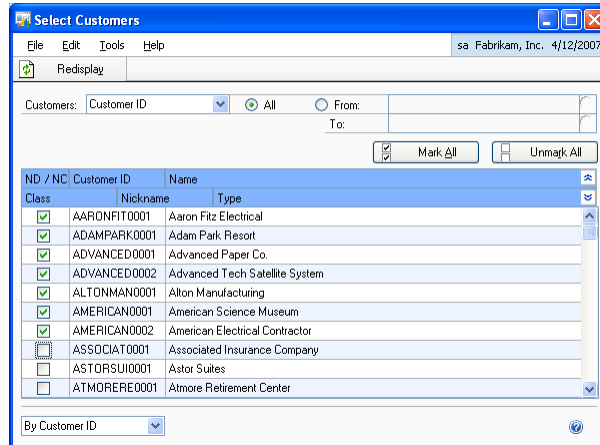 Select Customers
File Edit Tools Help sa Fabrikam, Inc. 4/12/2007
Redisplay
Customers: Customer ID All From:
To:
Mark All Unmark All
ND / NC Customer ID Name
Class Nickname Type
AARONFIT0001 Aaron Fitz Electrical
ADAMPARK0001 Adam Park Resort
ADVANCED0001 Advanced Paper Co.
ADVANCED0002 Advanced Tech Satellite System
ALTONMAN0001 Alton Manufacturing
AMERICAN0001 American Science Museum
AMERICAN0002 American Electrical Contractor
ASSOCIAT0001 Associated Insurance Company
ASTORSUI0001 Astor Suites
ATMORERE0001 Atmore Retirement Center
By Customer ID